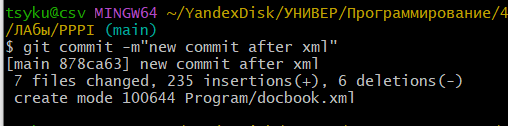 tsyku@csv MINGW64 ~/YandexDisk/УНИВЕР/Программирование/4
/ЛАбы/PPPI (main)
$ git commit -m"new commit after xml"
[main 878ca63] new commit after xml
 7 files changed, 235 insertions(+), 6 deletions(-)
 create mode 100644 Program/docbook.xml